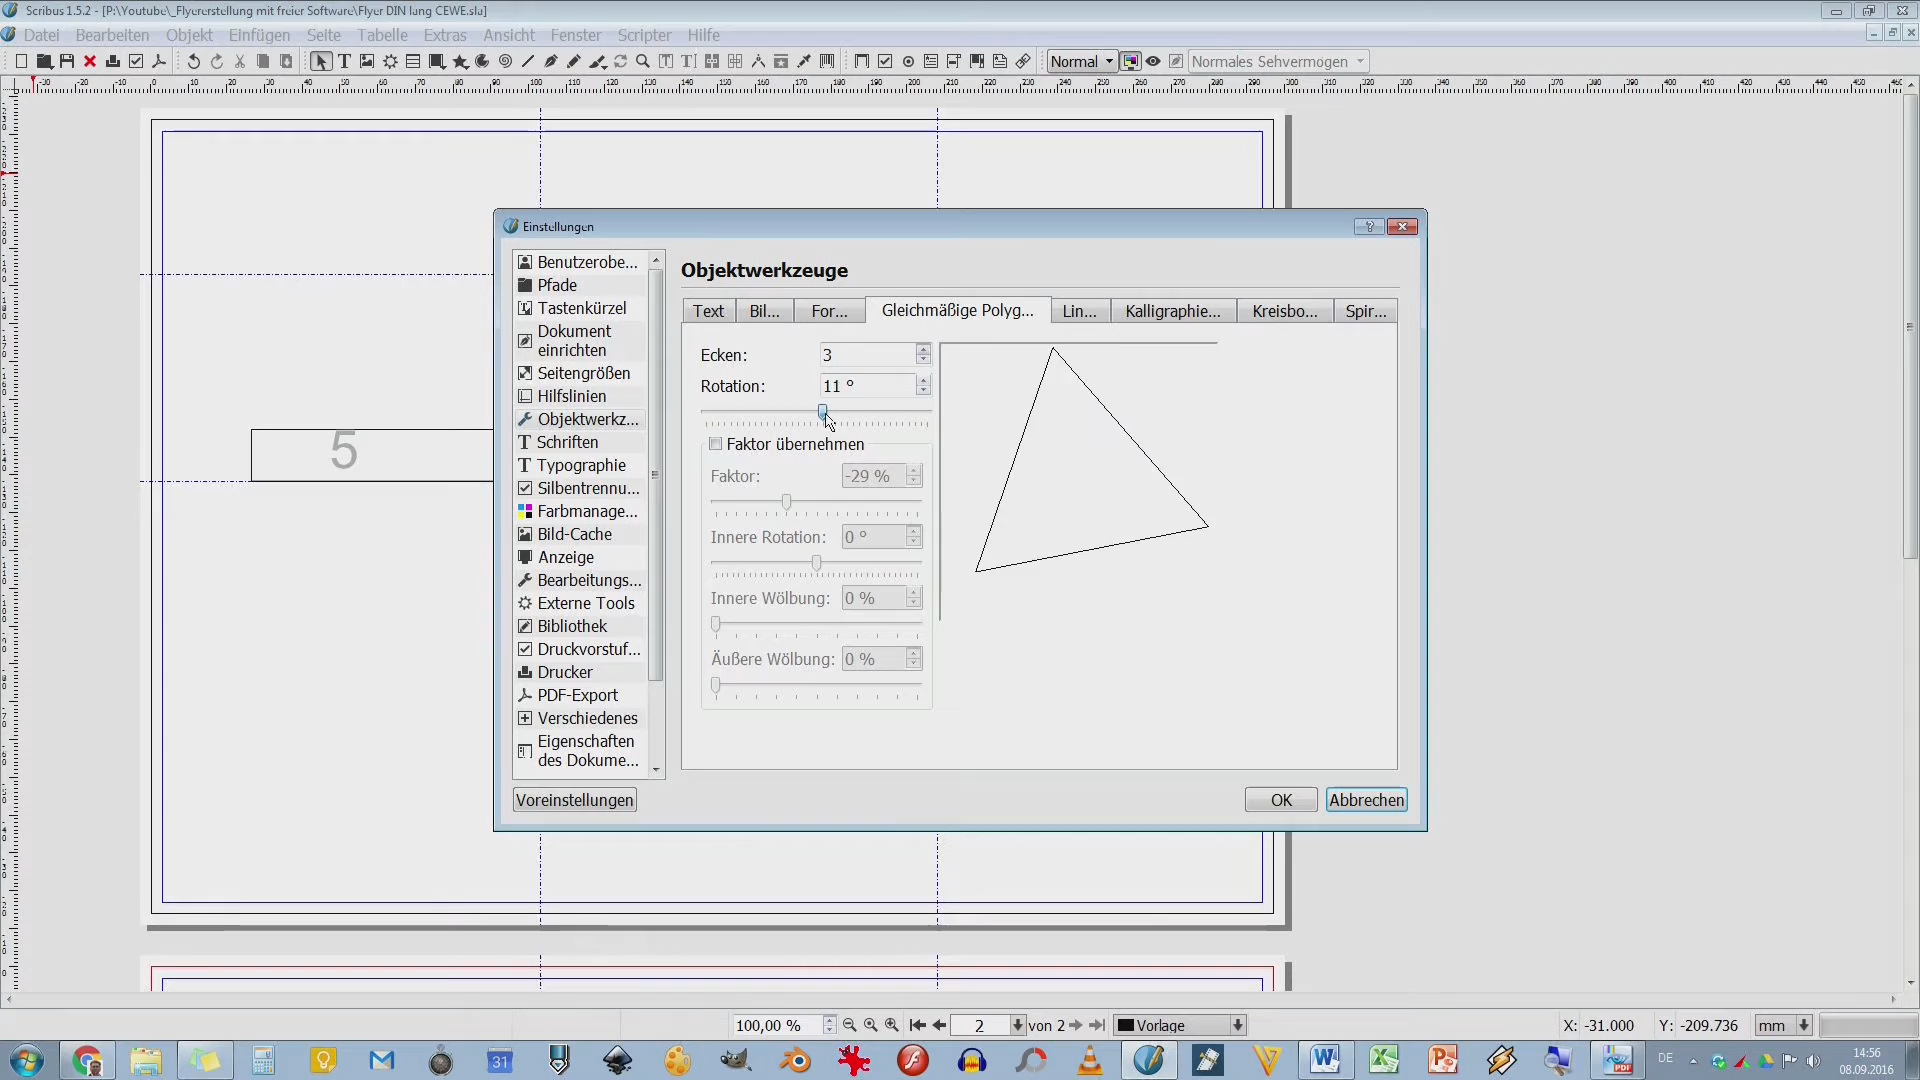 Scribus 1.5.2 - [P:\Youtube\_Flyererstellung mit freier Software\Flyer DIN lang CEWE.sla]
Datei Bearbeiten Objekt Einfügen Seite Tabelle Extras Ansicht Fenster Scripter Hilfe
Normal Normales Sehvermögen
Einstellungen
Benutzerobe...
Pfade
Tastenkürzel
Dokument
einrichten
Seitengrößen
Hilfslinien
Objektwerkz...
Schriften
Typographie
Silbentrennu...
Farbmanage...
Bild-Cache
Anzeige
Bearbeitungs...
Externe Tools
Bibliothek
Druckvorstuf...
Drucker
PDF-Export
Verschiedenes
Eigenschaften
des Dokume...
Voreinstellungen
Objektwerkzeuge
Text Bil... For... Gleichmäßige Polyg... Lin... Kalligraphie... Kreisbo... Spir...
Ecken: 3
Rotation: 11 °
Faktor übernehmen
Faktor: -29 %
Innere Rotation: 0 °
Innere Wölbung: 0 %
Äußere Wölbung: 0 %
OK Abbrechen
5
100,00 % 2 von 2 Vorlage X: -31.000 Y: -209.736 mm
DE 14:56
08.09.2016